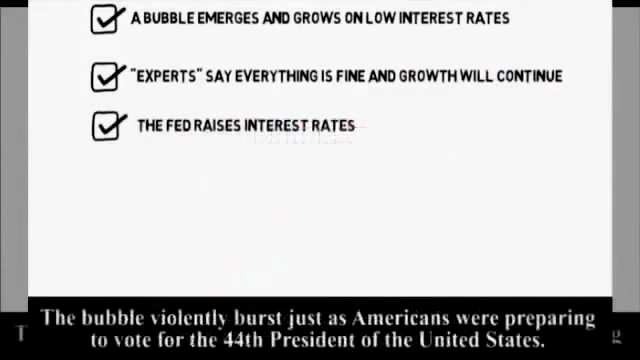 A BUBBLE EMERGES AND GROWS ON LOW INTEREST RATES
"EXPERTS" SAY EVERYTHING IS FINE AND GROWTH WILL CONTINUE
THE FED RAISES INTEREST RATES
The bubble violently burst just as Americans were preparing
to vote for the 44th President of the United States.